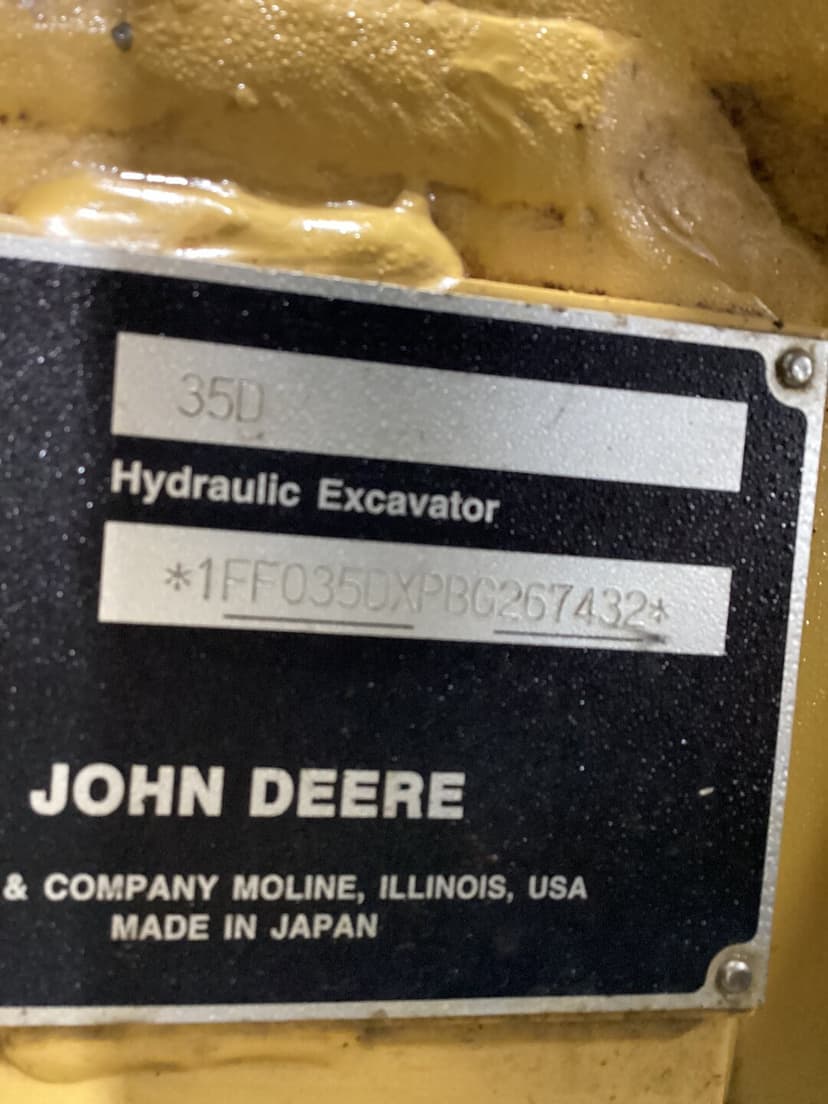 35D
Hydraulic Excavator
*1FF035DXPBG267432*
JOHN DEERE
& COMPANY MOLINE, ILLINOIS, USA
MADE IN JAPAN